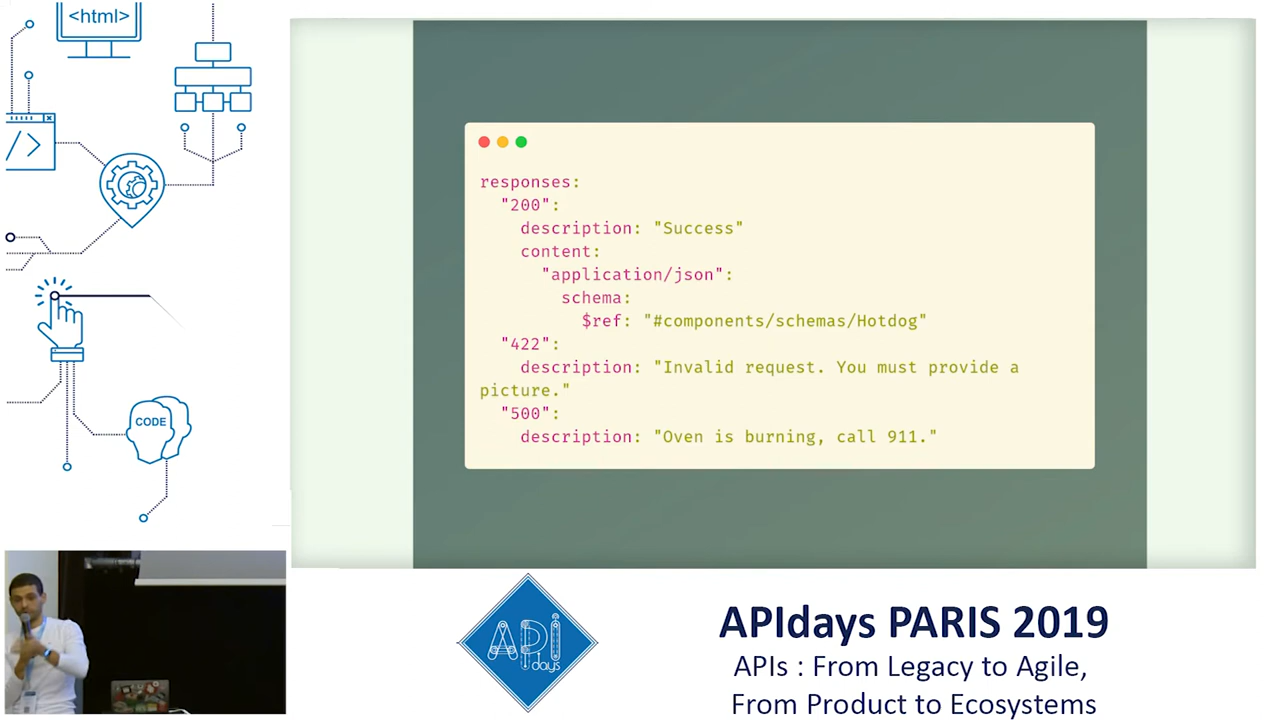 <html>
</>
CODE
responses:
"200":
description: "Success"
content:
"application/json":
schema:
$ref: "#components/schemas/Hotdog"
"422":
description: "Invalid request. You must provide a
picture."
"500":
description: "Oven is burning, call 911."
API
days
APIdays PARIS 2019
APIs : From Legacy to Agile,
From Product to Ecosystems